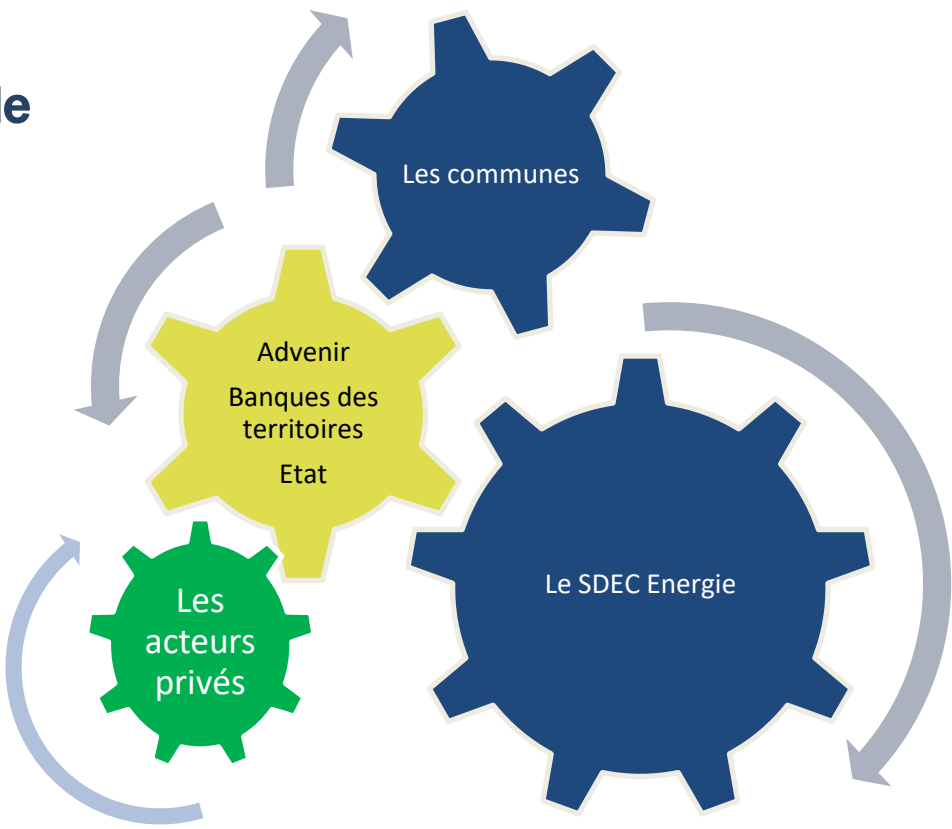 le
Les communes
Advenir
Banques des
territoires
Etat
Le SDEC Energie
Les
acteurs
privés